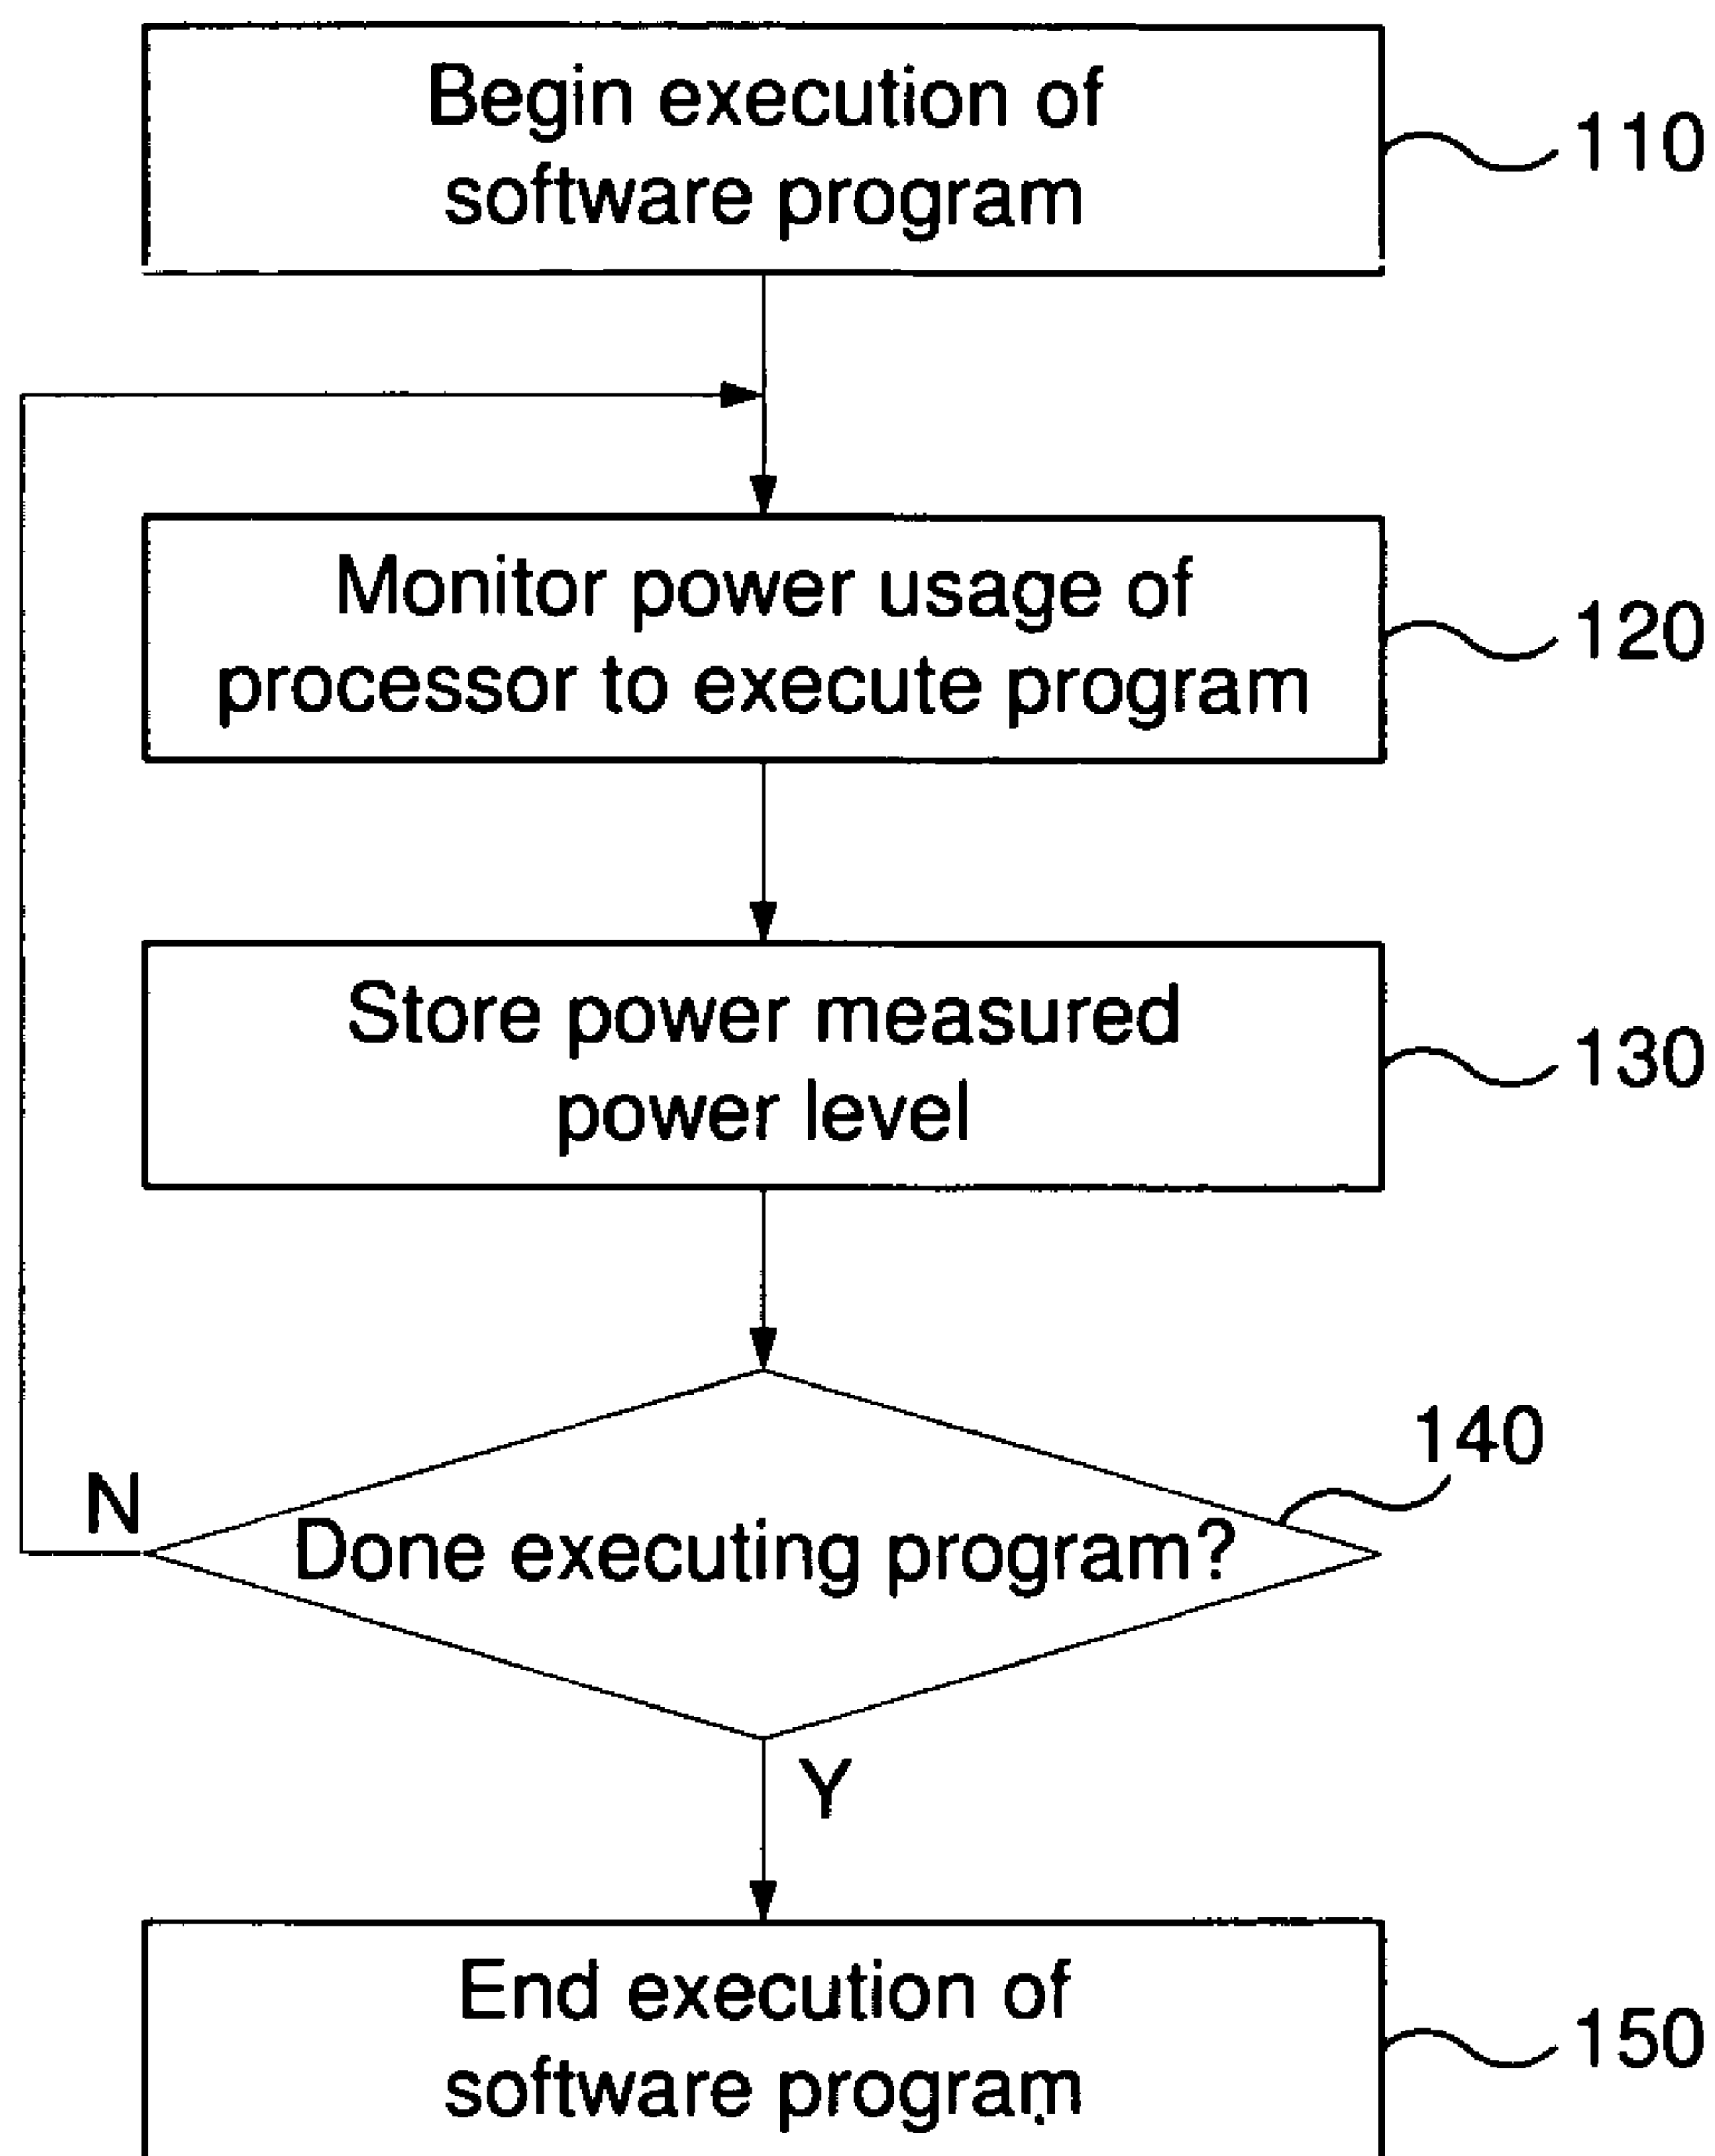 Begin execution of
software program
110
Monitor power usage of
processor to execute program
120
Store power measured
power level
130
140
N
Done executing program?
Y
End execution of
software program
150